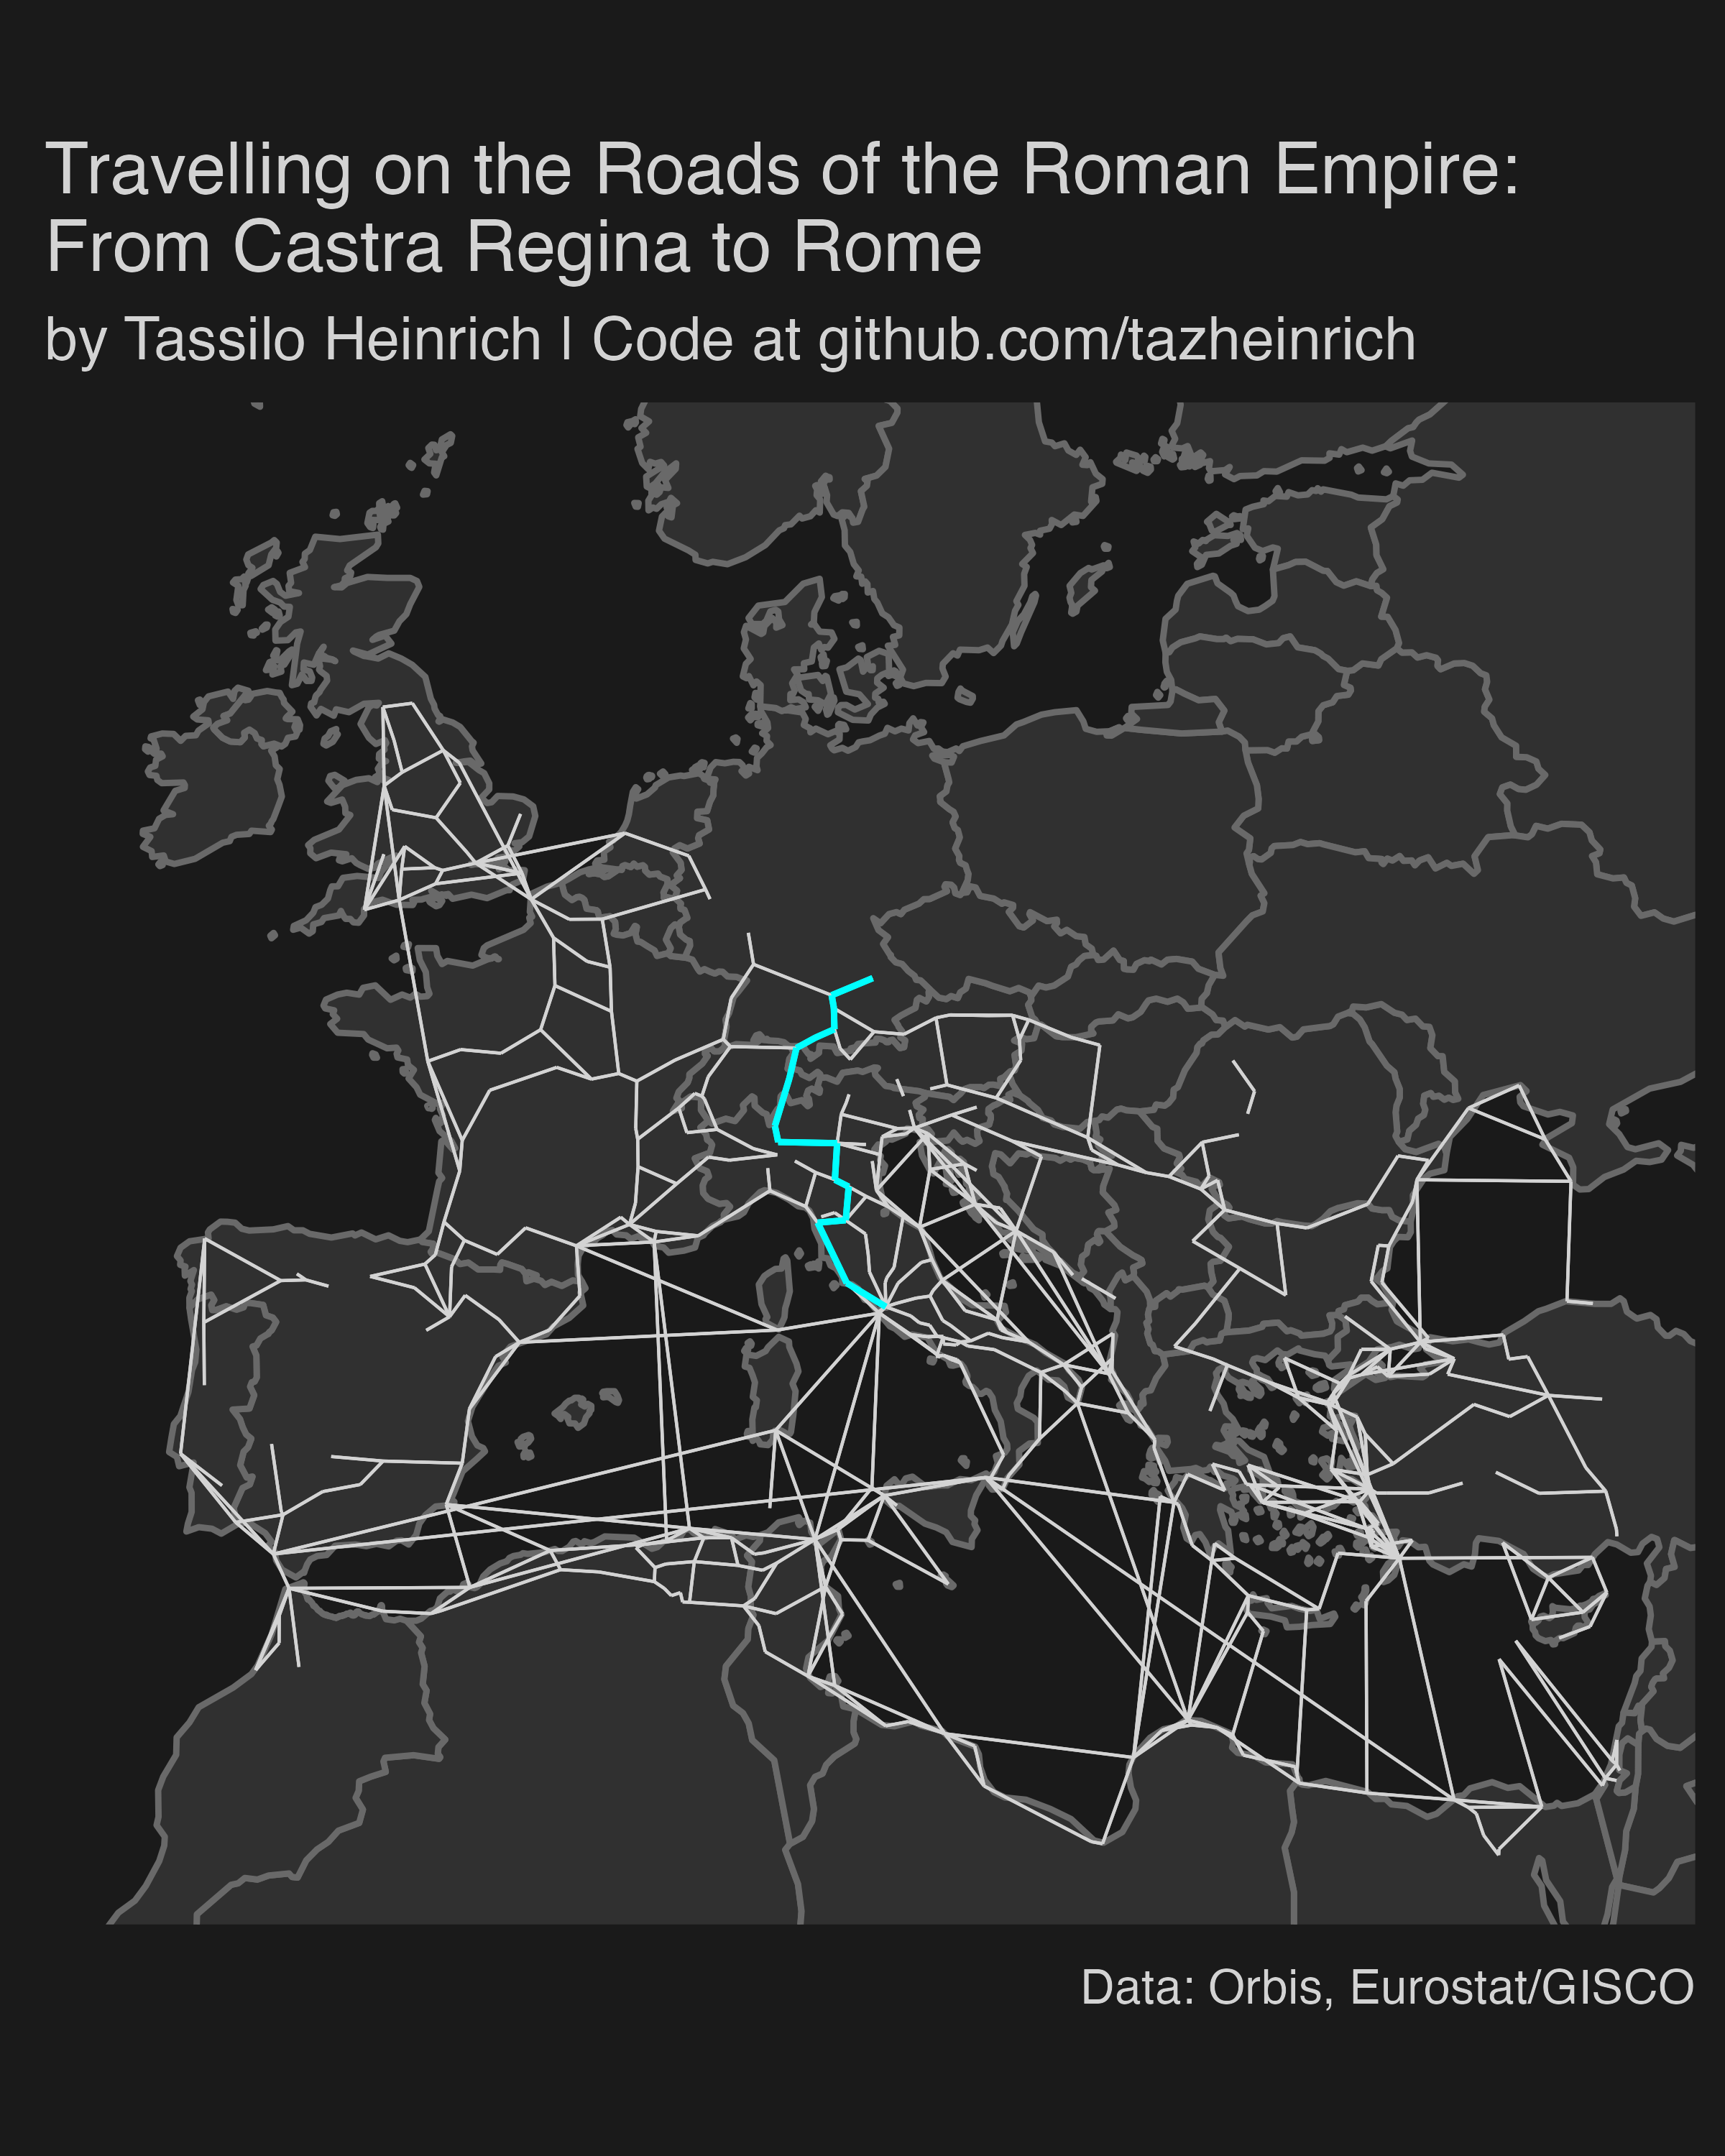 Travelling on the Roads of the Roman Empire:
From Castra Regina to Rome
by Tassilo Heinrich | Code at github.com/tazheinrich
Data: Orbis, Eurostat/GISCO